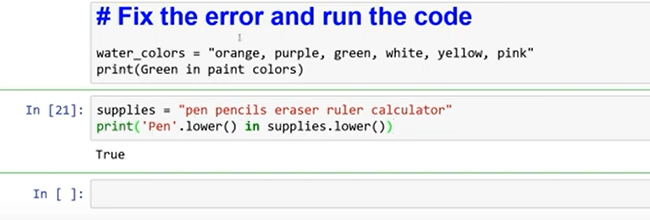 # Fix the error and run the code
water_colors = "orange, purple, green, white, yellow, pink"
print(Green in paint colors)
In [21]: supplies = "pen pencils eraser ruler calculator"
print('Pen'.lower() in supplies.lower())
True
In [ ]: